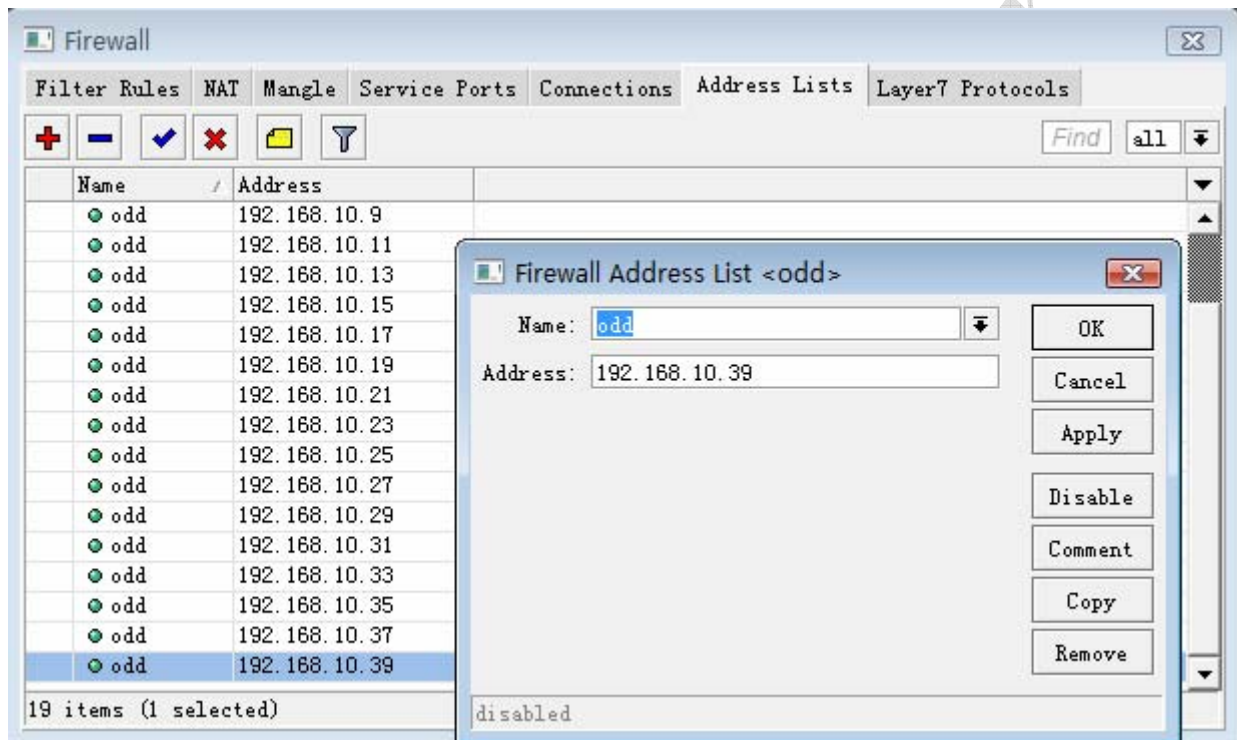 Firewall
Filter Rules NAT Mangle Service Ports Connections Address Lists Layer7 Protocols
Find all
Name Address
odd 192.168.10.9
odd 192.168.10.11
odd 192.168.10.13
odd 192.168.10.15
odd 192.168.10.17
odd 192.168.10.19
odd 192.168.10.21
odd 192.168.10.23
odd 192.168.10.25
odd 192.168.10.27
odd 192.168.10.29
odd 192.168.10.31
odd 192.168.10.33
odd 192.168.10.35
odd 192.168.10.37
odd 192.168.10.39
19 items (1 selected)
Firewall Address List <odd>
Name: odd
Address: 192.168.10.39
OK
Cancel
Apply
Disable
Comment
Copy
Remove
disabled